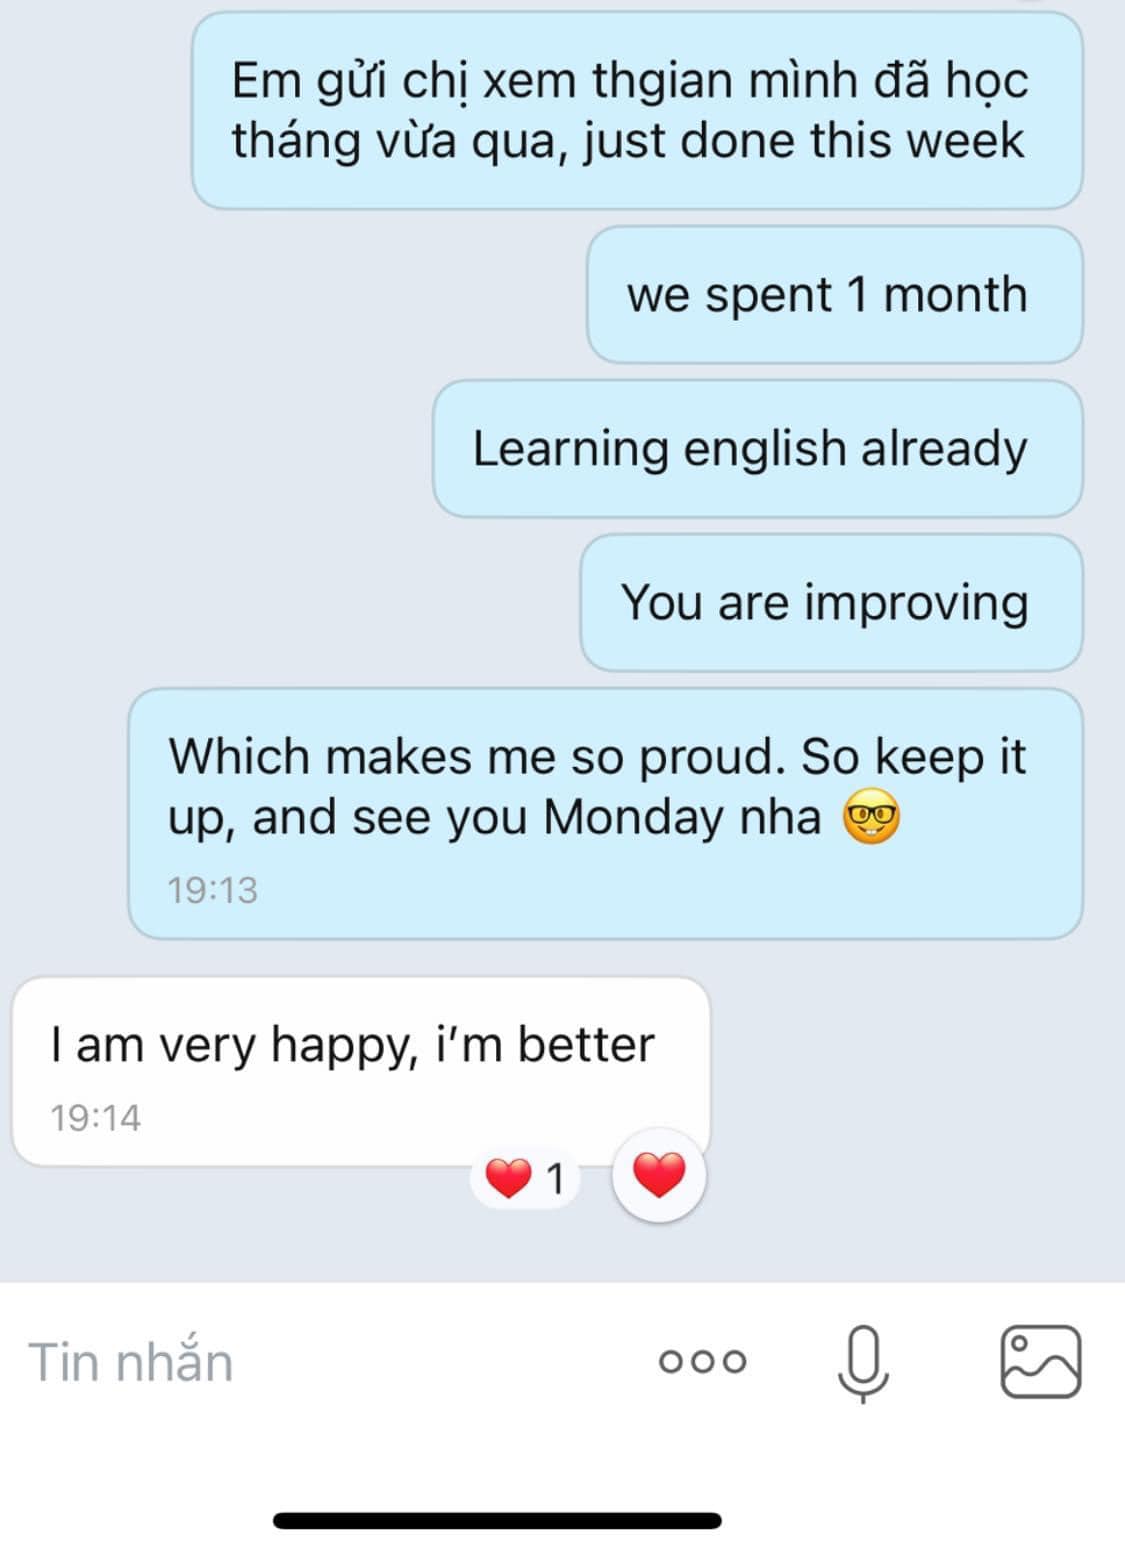 Em gửi chị xem thgian mình đã học
tháng vừa qua, just done this week
we spent 1 month
Learning english already
You are improving
Which makes me so proud. So keep it
up, and see you Monday nha 🤓
19:13
I am very happy, i'm better
19:14
❤️ 1
❤️
Tin nhắn